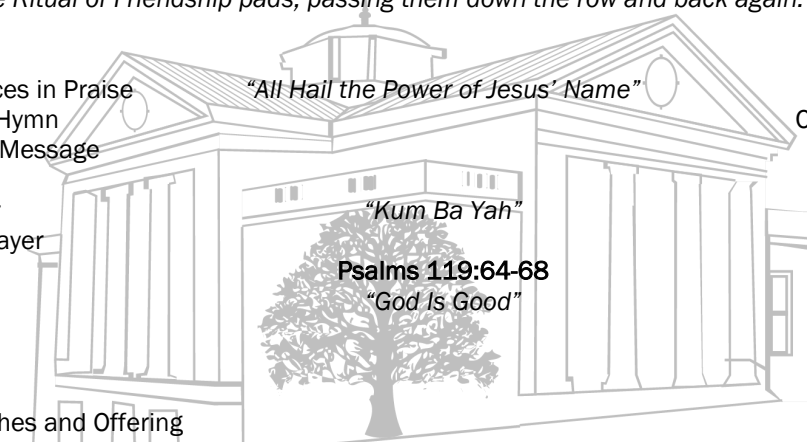 e Ritual of Friendship pads, passing them down the row and back again.
ces in Praise “All Hail the Power of Jesus’ Name”
Hymn
Message
“Kum Ba Yah”
ayer
Psalms 119:64-68
“God Is Good”
hes and Offering